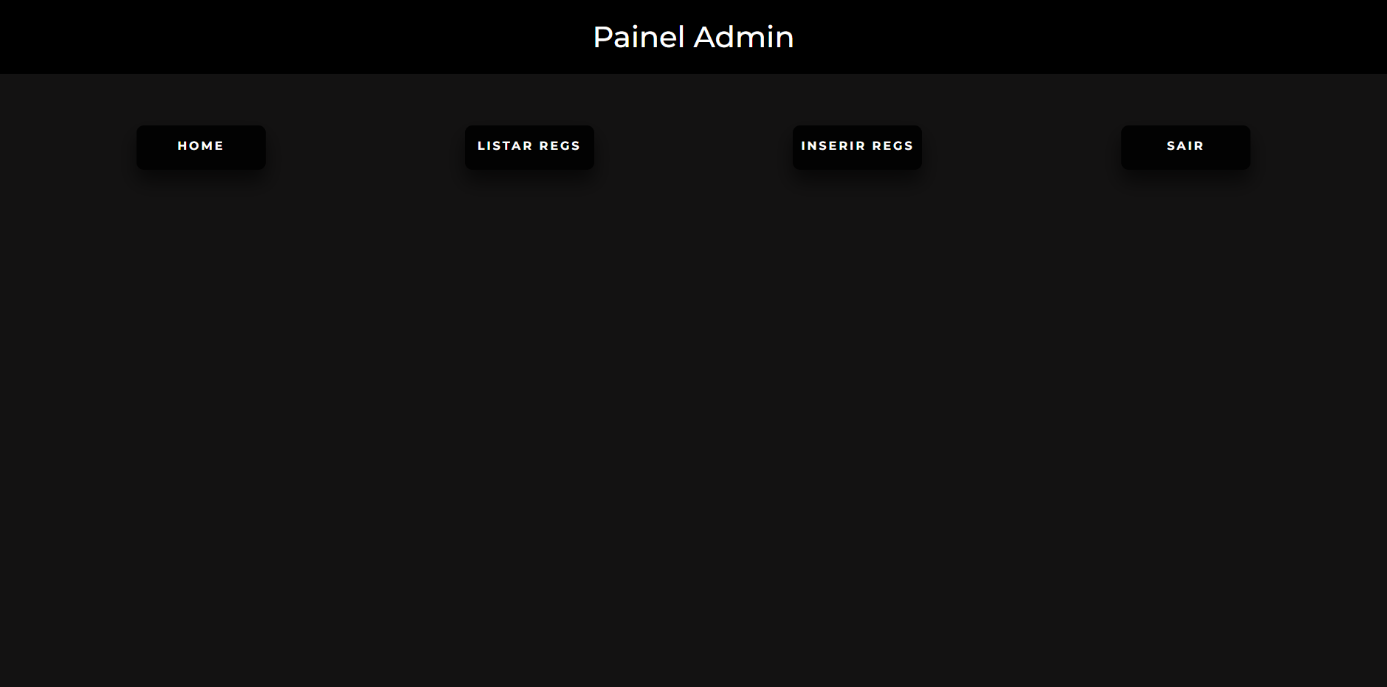 Painel Admin
HOME
LISTAR REGS
INSERIR REGS
SAIR